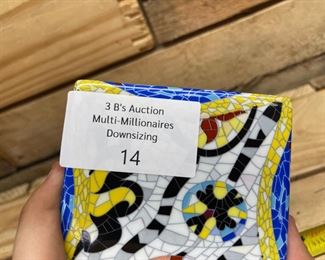 3 B's Auction
Multi-Millionaires
Downsizing
14